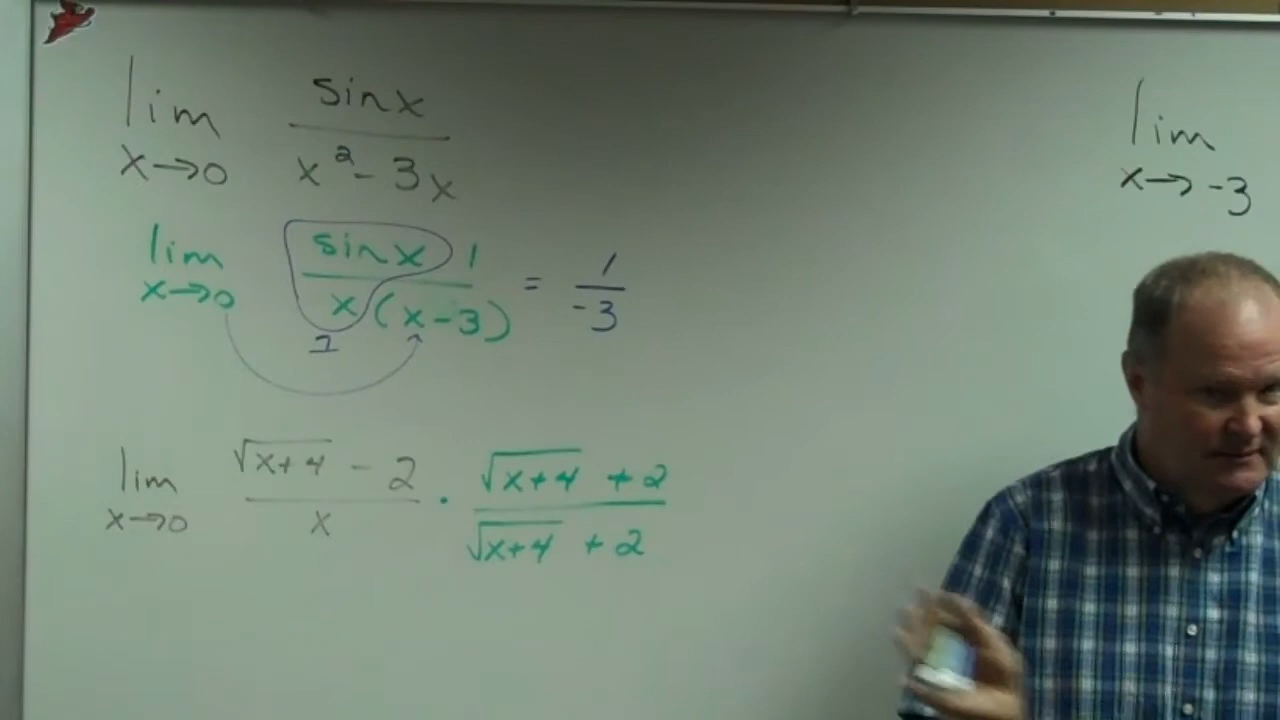 lim x→0 sinx / x² - 3x
lim x→0 sinx 1 / x(x-3) = 1 / -3
1
lim x→0 √x+4 - 2 / x · √x+4 + 2 / √x+4 + 2
lim x→ -3